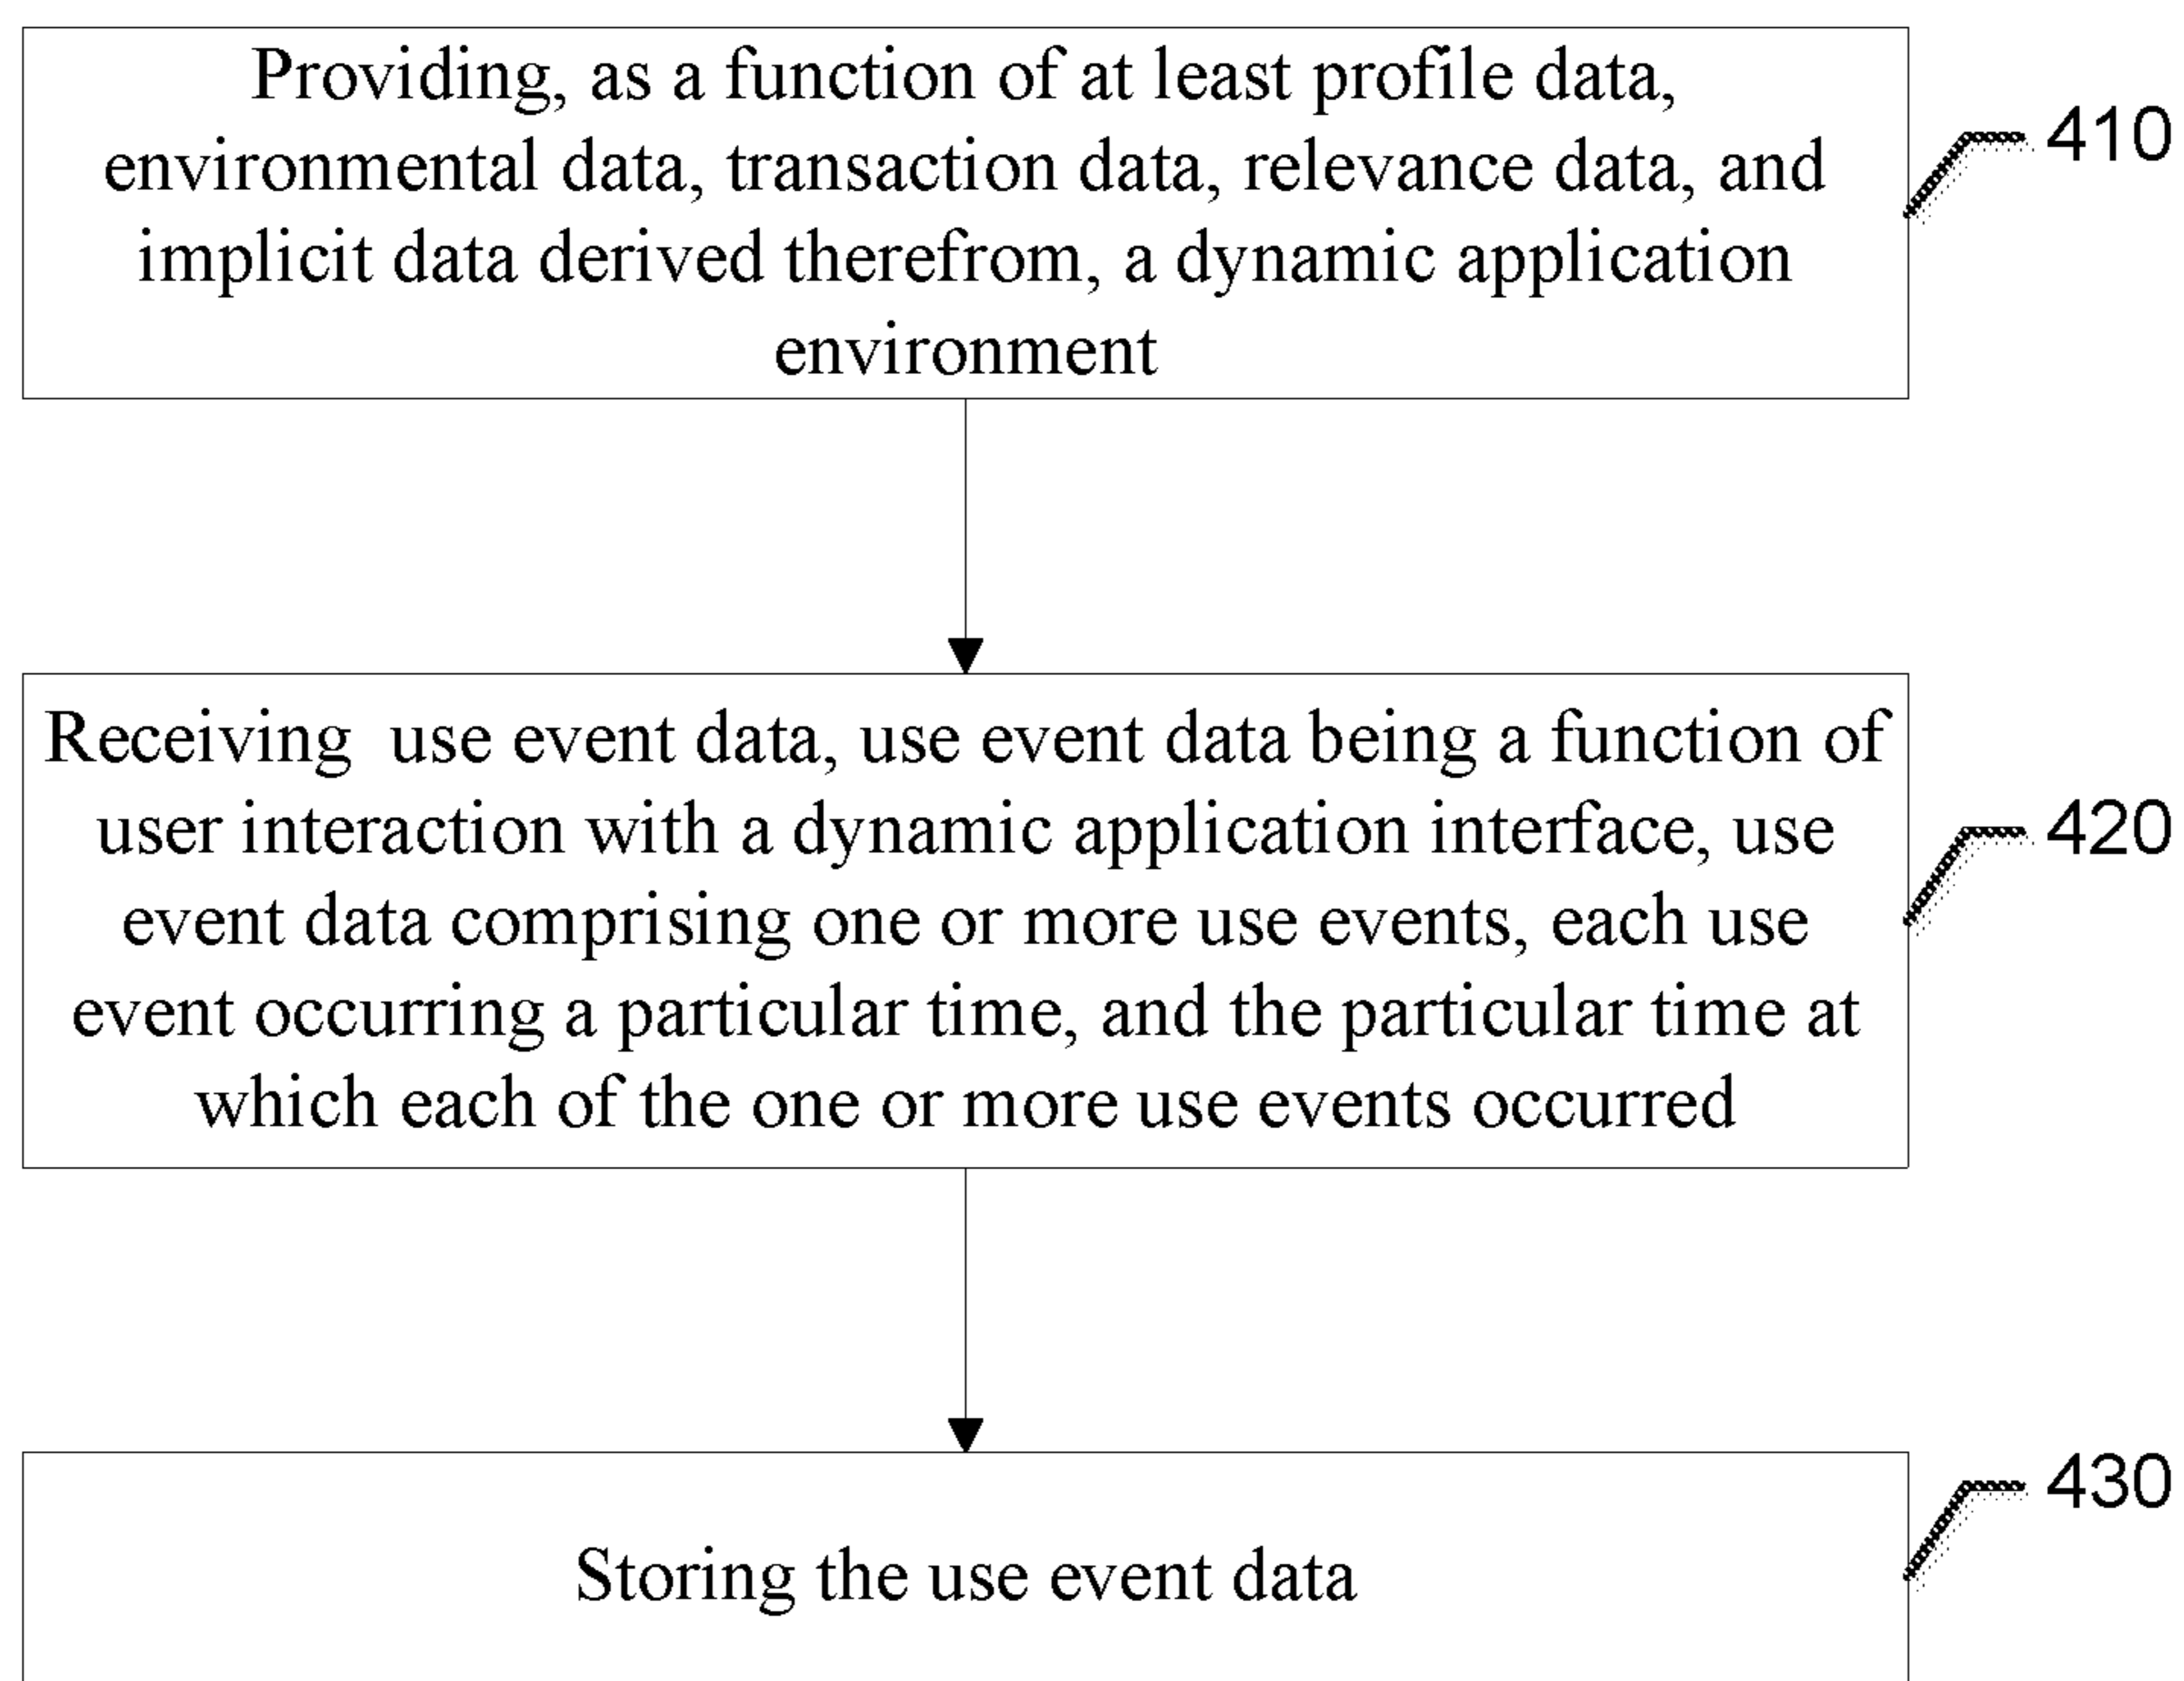 Providing, as a function of at least profile data,
environmental data, transaction data, relevance data, and
implicit data derived therefrom, a dynamic application
environment
410
Receiving use event data, use event data being a function of
user interaction with a dynamic application interface, use
event data comprising one or more use events, each use
event occurring a particular time, and the particular time at
which each of the one or more use events occurred
420
Storing the use event data
430